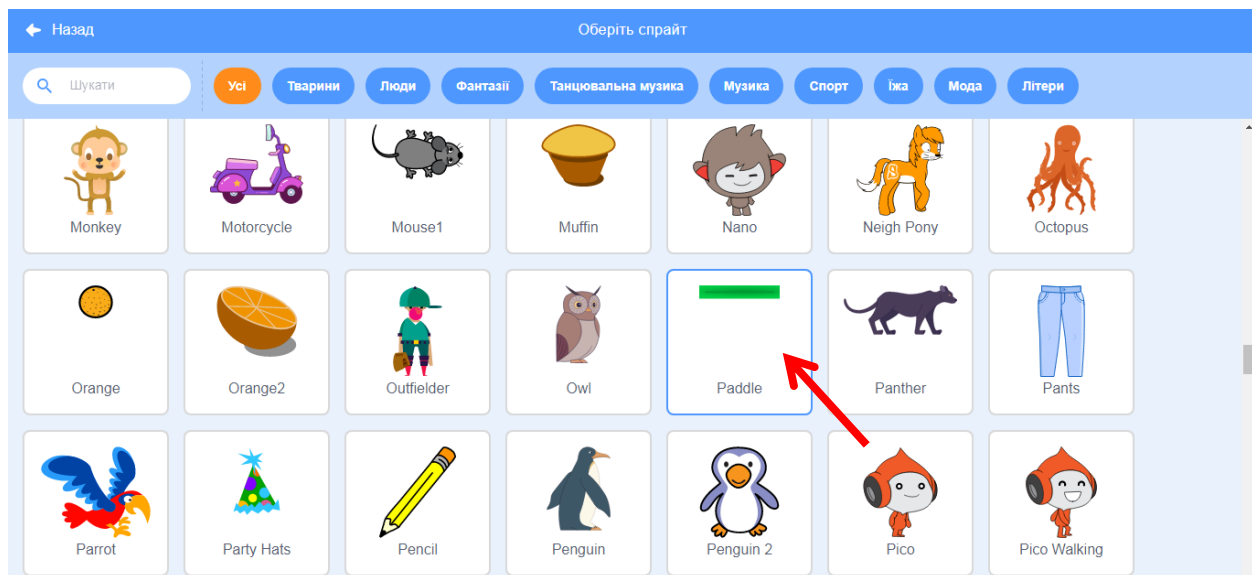 Назад
Оберіть спрайт
Шукати
Усі
Тварини
Люди
Фантазії
Танцювальна музика
Музика
Спорт
Їжа
Мода
Літери
Monkey
Motorcycle
Mouse1
Muffin
Nano
Neigh Pony
Octopus
Orange
Orange2
Outfielder
Owl
Paddle
Panther
Pants
Parrot
Party Hats
Pencil
Penguin
Penguin 2
Pico
Pico Walking